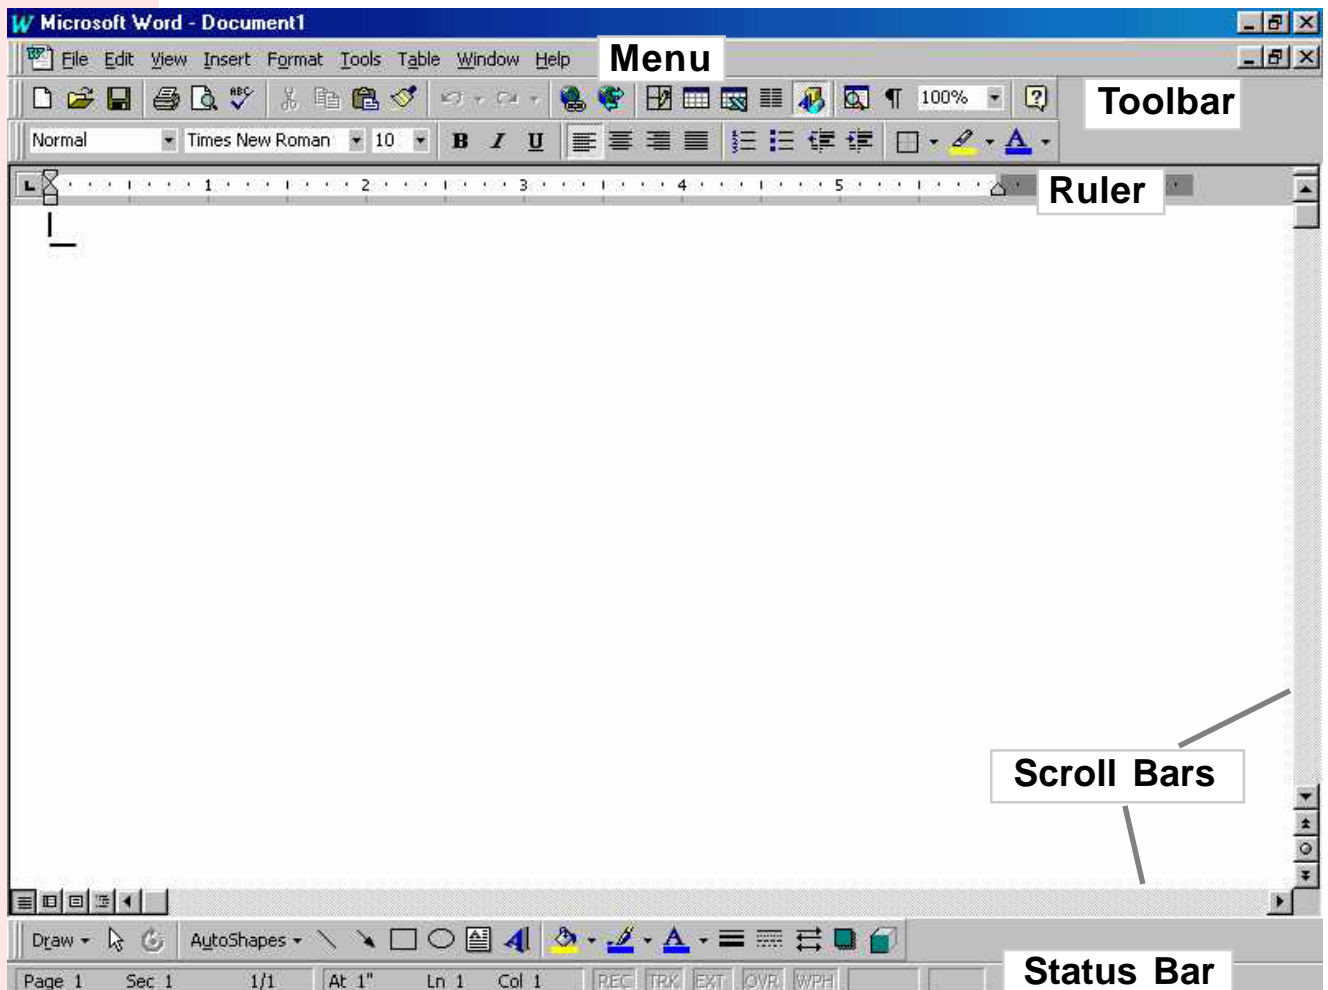 Microsoft Word - Document1
File Edit View Insert Format Tools Table Window Help Menu
ABC 100% Toolbar
Normal Times New Roman 10 B I U A
1 2 3 4 5 Ruler
Scroll Bars
Draw AutoShapes A A
Page 1 Sec 1 1/1 At 1" Ln 1 Col 1 REC TRK EXT OVR WPH Status Bar